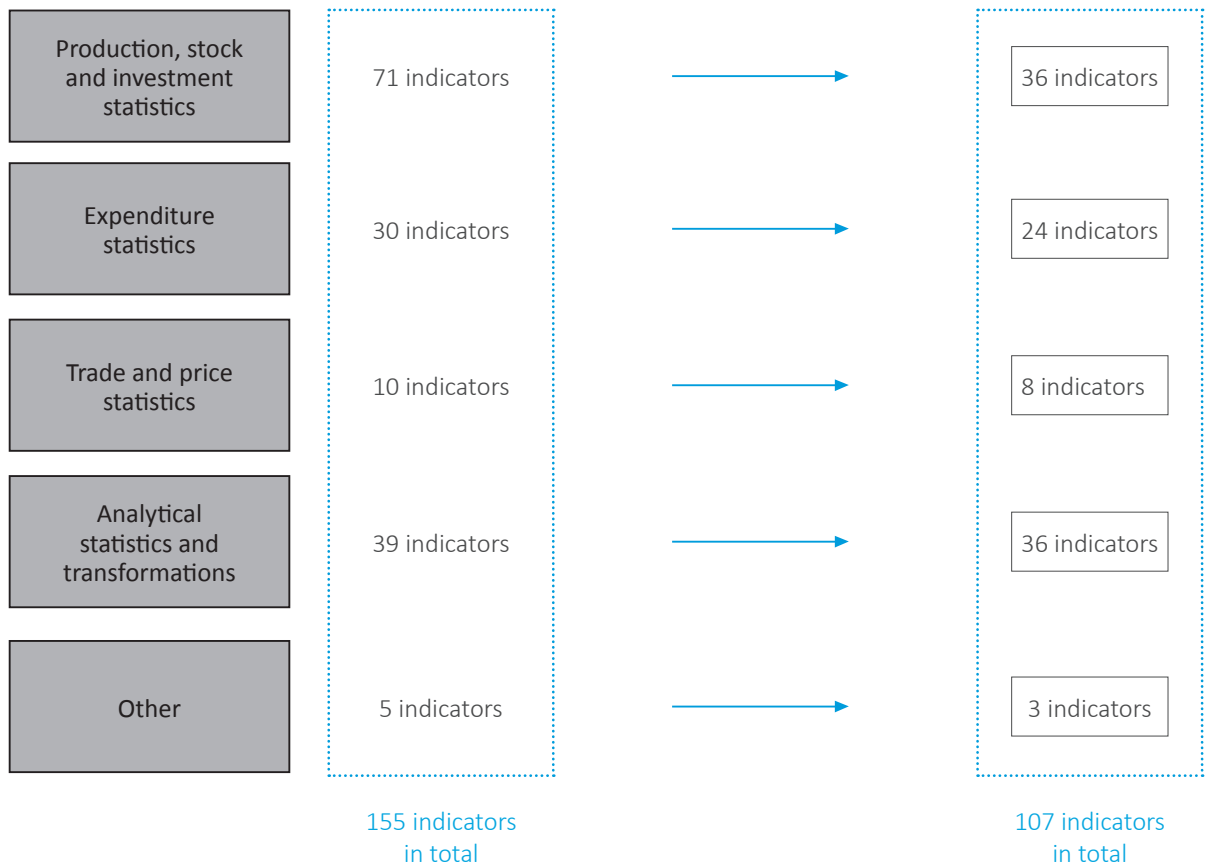 Production, stock
and investment
statistics
71 indicators
36 indicators
Expenditure
statistics
30 indicators
24 indicators
Trade and price
statistics
10 indicators
8 indicators
Analytical
statistics and
transformations
39 indicators
36 indicators
Other
5 indicators
3 indicators
155 indicators
in total
107 indicators
in total